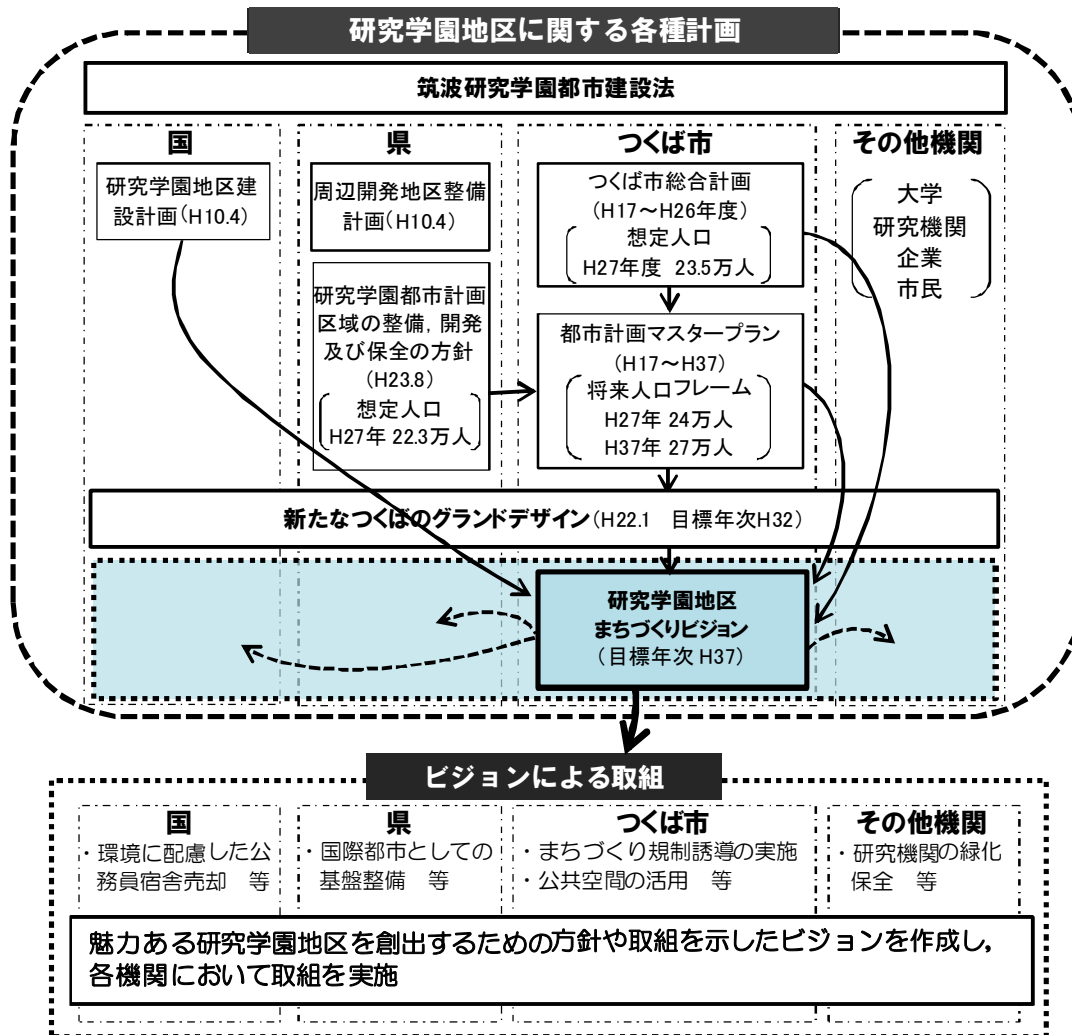 研究学園地区に関する各種計画
筑波研究学園都市建設法
国
研究学園地区建
設計画(H10.4)
県
周辺開発地区整備
計画(H10.4)
研究学園都市計画
区域の整備,開発
及び保全の方針
(H23.8)
想定人口
H27年 22.3万人
つくば市
つくば市総合計画
(H17~H26年度)
想定人口
H27年度 23.5万人
都市計画マスタープラン
(H17~H37)
将来人口フレーム
H27年 24万人
H37年 27万人
その他機関
大学
研究機関
企業
市民
新たなつくばのグランドデザイン(H22.1 目標年次H32)
研究学園地区
まちづくりビジョン
(目標年次 H37)
ビジョンによる取組
国
・環境に配慮した公
務員宿舎売却 等
県
・国際都市としての
基盤整備 等
つくば市
・まちづくり規制誘導の実施
・公共空間の活用 等
その他機関
・研究機関の緑化
保全 等
魅力ある研究学園地区を創出するための方針や取組を示したビジョンを作成し,
各機関において取組を実施